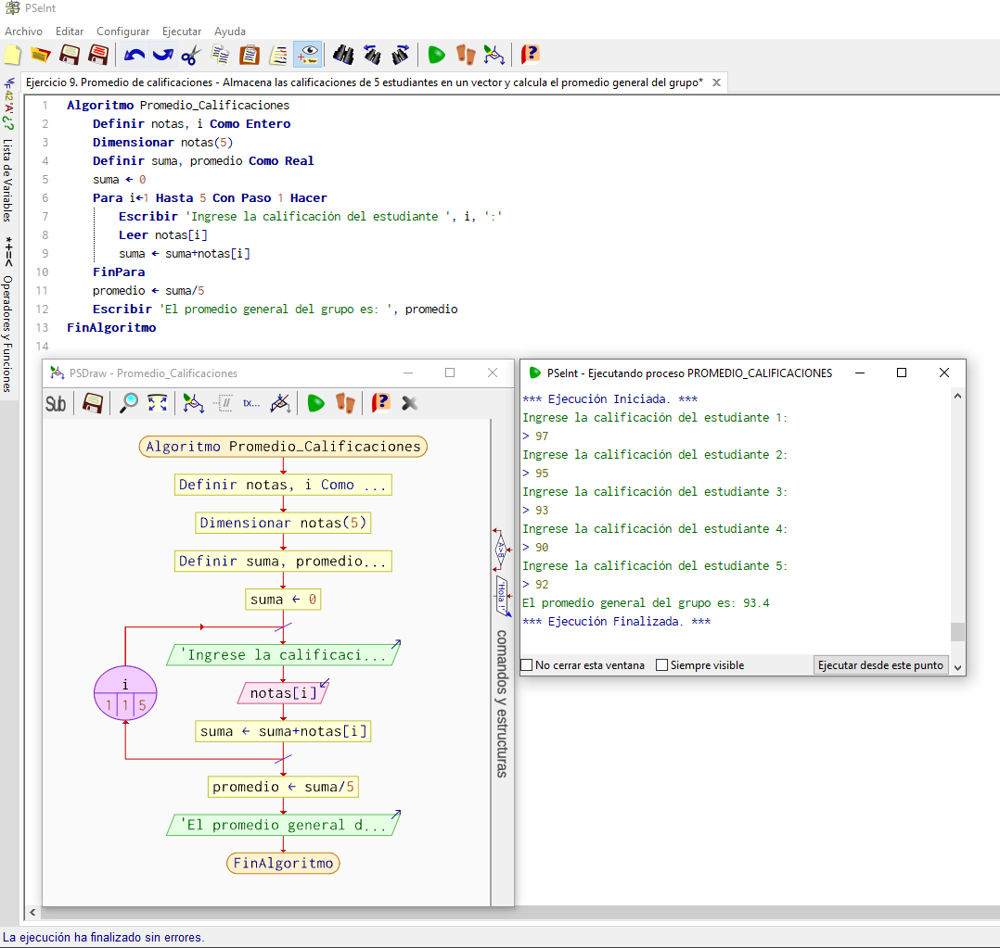 PSeInt
Archivo Editar Configurar Ejecutar Ayuda
Ejercicio 9. Promedio de calificaciones - Almacena las calificaciones de 5 estudiantes en un vector y calcula el promedio general del grupo*
Lista de Variables
*+=< Operadores y Funciones
1 Algoritmo Promedio_Calificaciones
2 Definir notas, i Como Entero
3 Dimensionar notas(5)
4 Definir suma, promedio Como Real
5 suma ← 0
6 Para i←1 Hasta 5 Con Paso 1 Hacer
7 Escribir 'Ingrese la calificación del estudiante ', i, ':'
8 Leer notas[i]
9 suma ← suma+notas[i]
10 FinPara
11 promedio ← suma/5
12 Escribir 'El promedio general del grupo es: ', promedio
13 FinAlgoritmo
14
PSDraw - Promedio_Calificaciones
Sub
tx...
Algoritmo Promedio_Calificaciones
Definir notas, i Como ...
Dimensionar notas(5)
Definir suma, promedio...
suma ← 0
'Ingrese la calificaci...
i
1 1 5
notas[i]
suma ← suma+notas[i]
promedio ← suma/5
'El promedio general d...
FinAlgoritmo
A>B
'Hola !'
comandos y estructuras
PSeInt - Ejecutando proceso PROMEDIO_CALIFICACIONES
*** Ejecución Iniciada. ***
Ingrese la calificación del estudiante 1:
> 97
Ingrese la calificación del estudiante 2:
> 95
Ingrese la calificación del estudiante 3:
> 93
Ingrese la calificación del estudiante 4:
> 90
Ingrese la calificación del estudiante 5:
> 92
El promedio general del grupo es: 93.4
*** Ejecución Finalizada. ***
No cerrar esta ventana Siempre visible Ejecutar desde este punto
La ejecución ha finalizado sin errores.